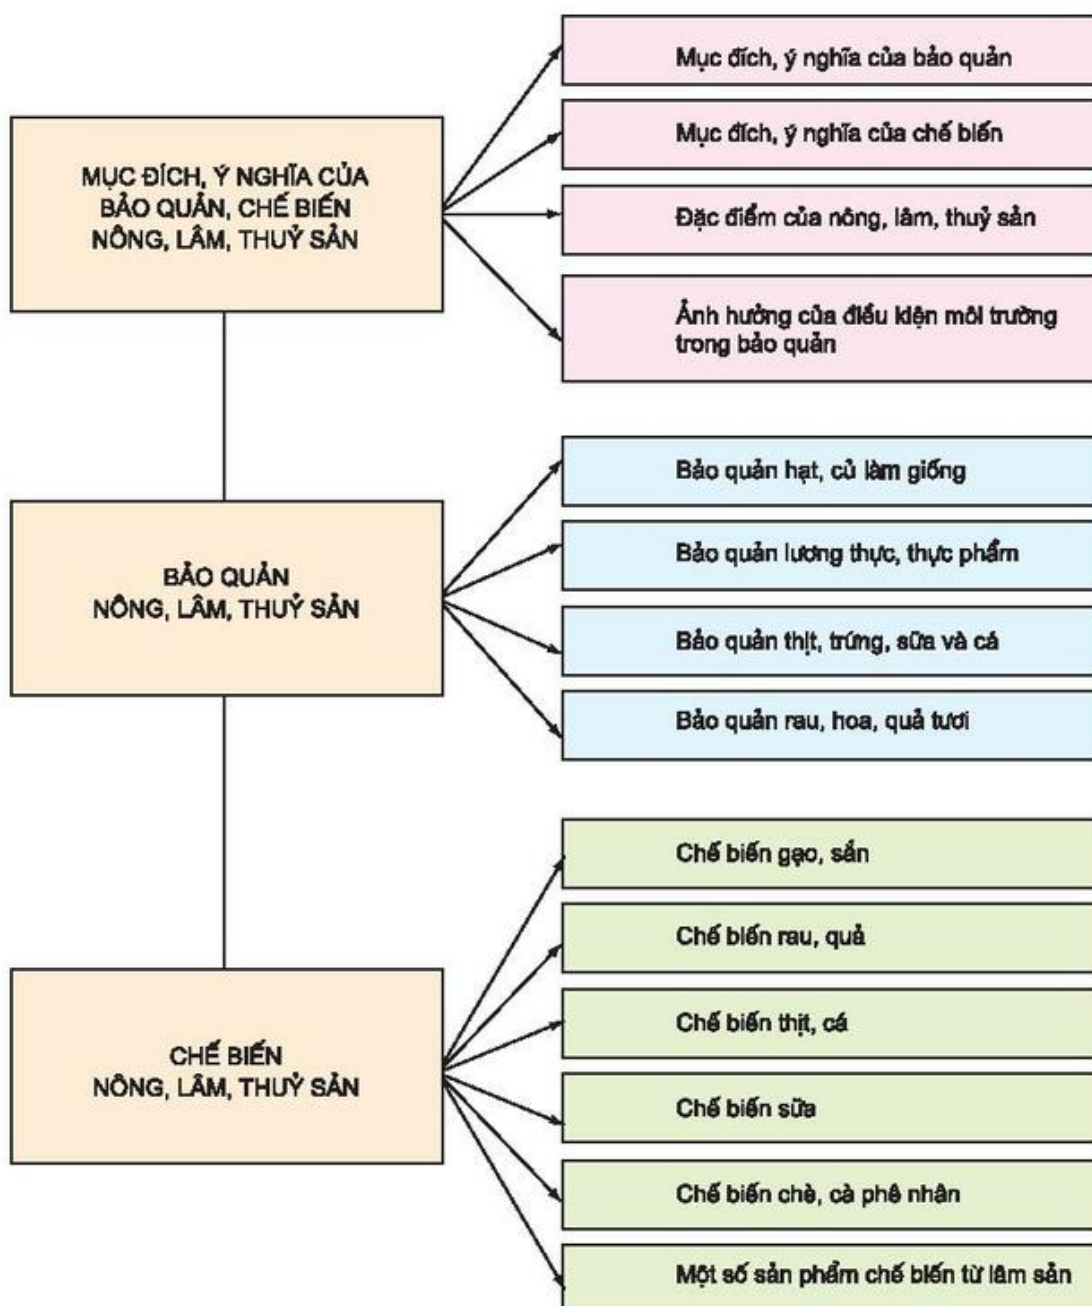 MỤC ĐÍCH, Ý NGHĨA CỦA
BẢO QUẢN, CHẾ BIẾN
NÔNG, LÂM, THUỶ SẢN
Mục đích, ý nghĩa của bảo quản
Mục đích, ý nghĩa của chế biến
Đặc điểm của nông, lâm, thuỷ sản
Ảnh hưởng của điều kiện môi trường
trong bảo quản
BẢO QUẢN
NÔNG, LÂM, THUỶ SẢN
Bảo quản hạt, củ làm giống
Bảo quản lương thực, thực phẩm
Bảo quản thịt, trứng, sữa và cá
Bảo quản rau, hoa, quả tươi
CHẾ BIẾN
NÔNG, LÂM, THUỶ SẢN
Chế biến gạo, sắn
Chế biến rau, quả
Chế biến thịt, cá
Chế biến sữa
Chế biến chè, cà phê nhân
Một số sản phẩm chế biến từ lâm sản